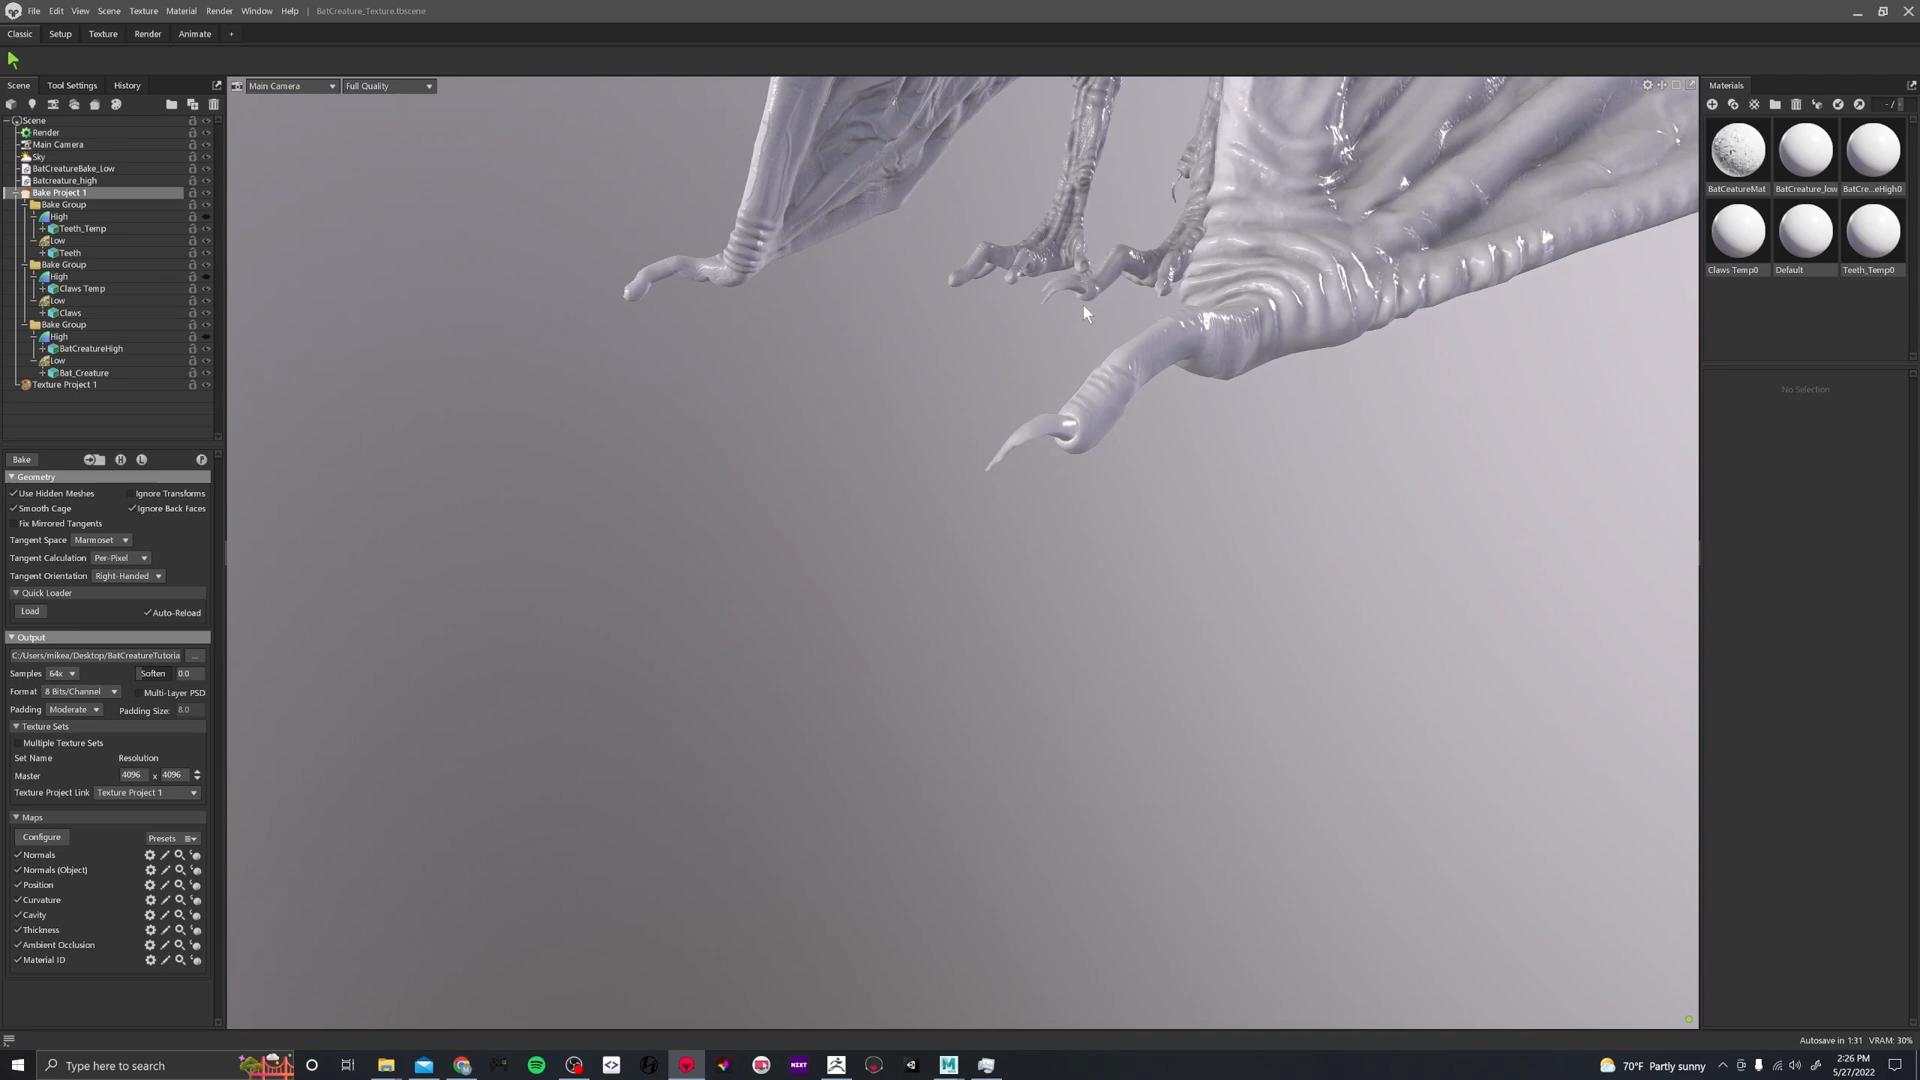 File Edit View Scene Texture Material Render Window Help BatCreature_Texture.tbscene
Classic Setup Texture Render Animate +
Scene Tool Settings History
Main Camera Full Quality
Materials
Scene
Render
Main Camera
Sky
BatCreatureBake_Low
Batcreature_high
Bake Project 1
Bake Group
High
Teeth_Temp
Low
Teeth
Bake Group
High
Claws Temp
Low
Claws
Bake Group
High
BatCreatureHigh
Low
Bat_Creature
Texture Project 1
BatCeatureMat BatCreature_low BatCre...eHigh0
Claws Temp0 Default Teeth_Temp0
No Selection
Bake
Geometry
Use Hidden Meshes Ignore Transforms
Smooth Cage Ignore Back Faces
Fix Mirrored Tangents
Tangent Space Marmoset
Tangent Calculation Per-Pixel
Tangent Orientation Right-Handed
Quick Loader
Load Auto-Reload
Output
C:/Users/mikea/Desktop/BatCreatureTutoria ...
Samples 64x Soften 0.0
Format 8 Bits/Channel Multi-Layer PSD
Padding Moderate Padding Size: 8.0
Texture Sets
Multiple Texture Sets
Set Name Resolution
Master 4096 x 4096
Texture Project Link Texture Project 1
Maps
Configure Presets
Normals
Normals (Object)
Position
Curvature
Cavity
Thickness
Ambient Occlusion
Material ID
Autosave in 1:31 VRAM: 30%
Type here to search
NZXT
70°F Partly sunny
2:26 PM
5/27/2022